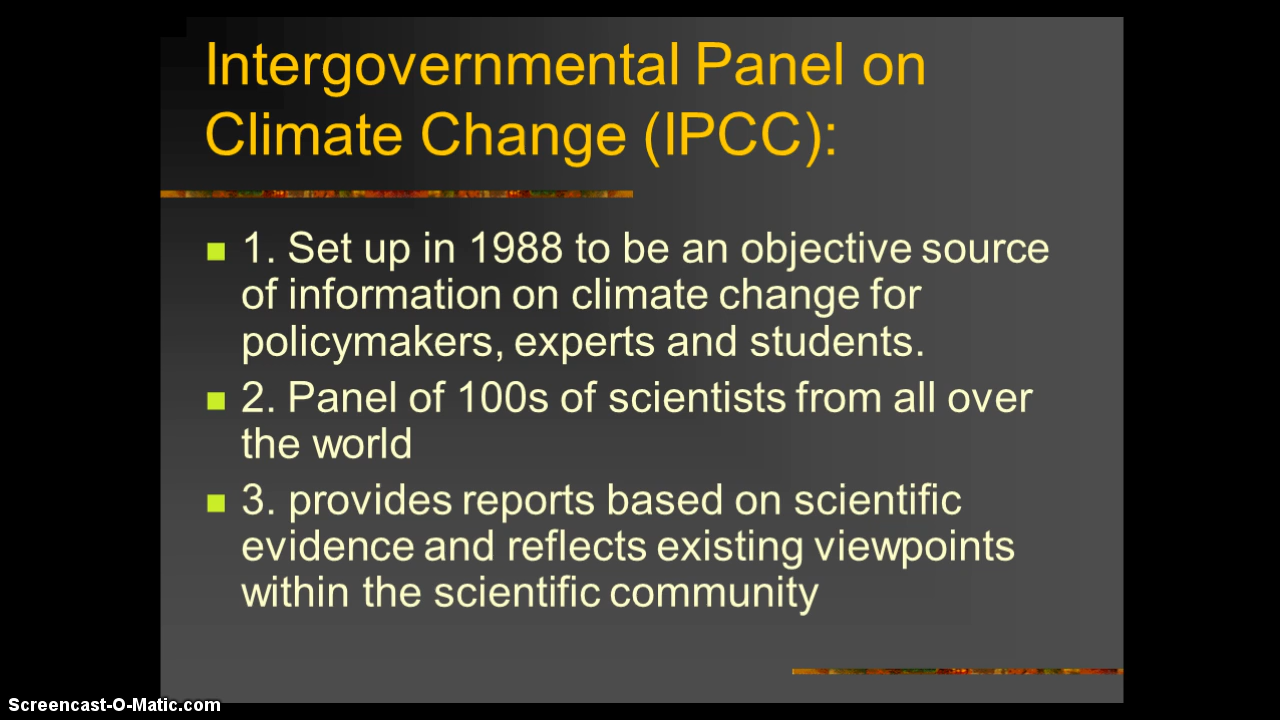 Intergovernmental Panel on
Climate Change (IPCC):
1. Set up in 1988 to be an objective source
of information on climate change for
policymakers, experts and students.
2. Panel of 100s of scientists from all over
the world
3. provides reports based on scientific
evidence and reflects existing viewpoints
within the scientific community
Screencast-O-Matic.com